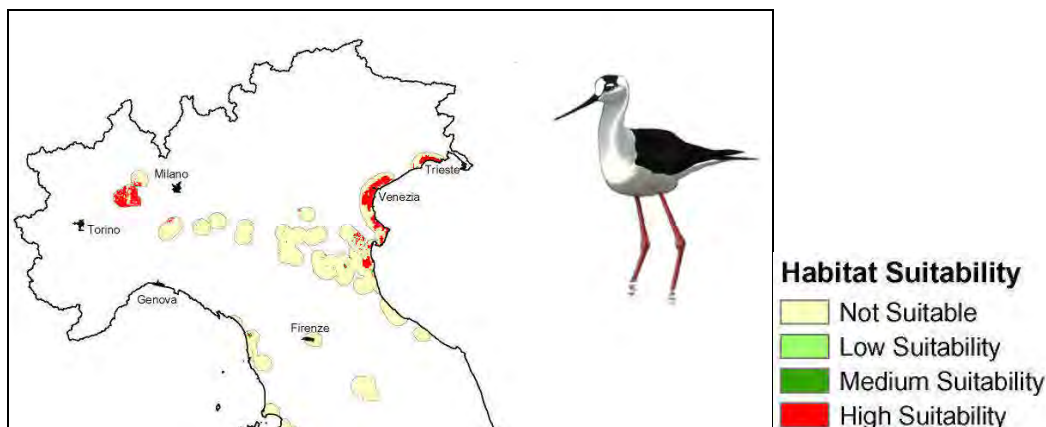 Milano
Trieste
Venezia
Torino
Genova
Firenze
Habitat Suitability
Not Suitable
Low Suitability
Medium Suitability
High Suitability